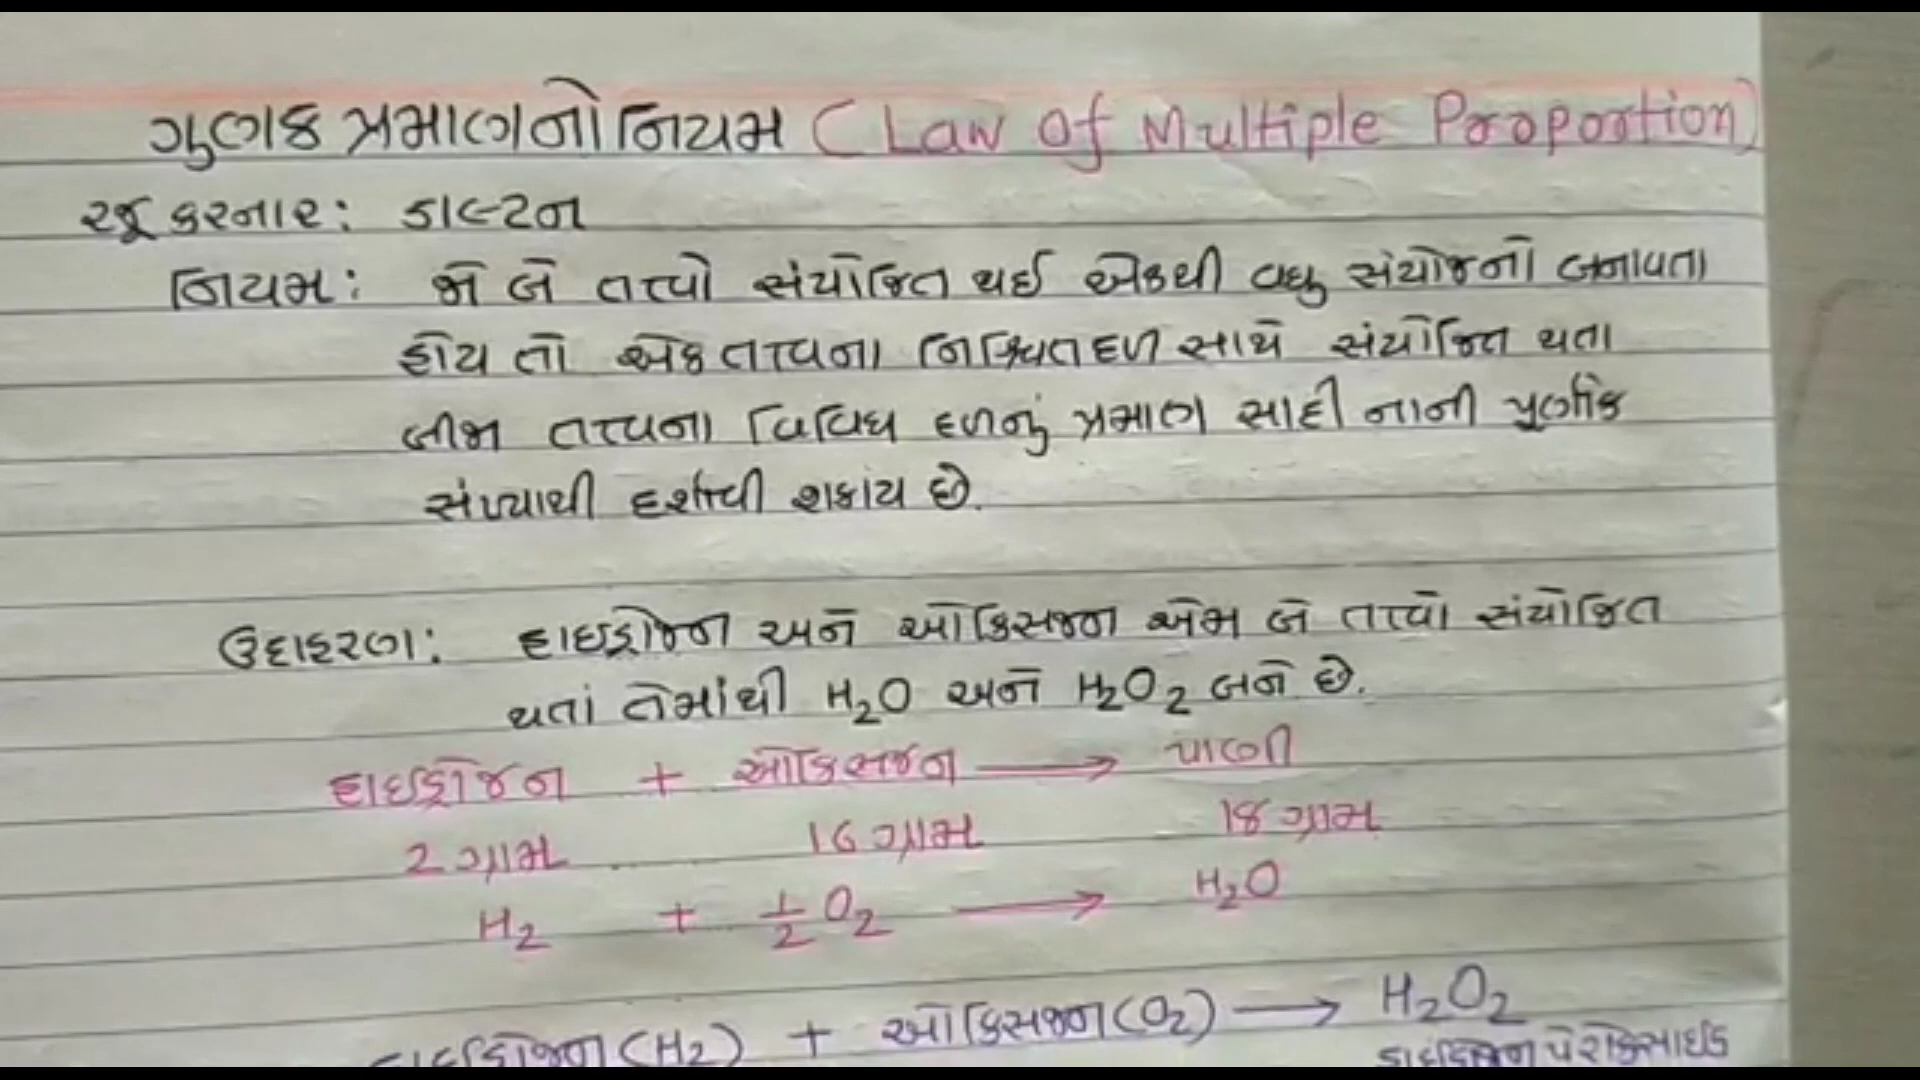 ગુણક પ્રમાણનો નિયમ ( Law of Multiple Proportion)
રજૂ કરનાર: ડાલ્ટન
નિયમ: જો બે તત્વો સંયોજિત થઈ એકથી વધુ સંયોજનો બનાવતા
હોય તો એક તત્વના નિશ્ચિત દળ સાથે સંયોજિત થતા
બીજા તત્વના વિવિધ દળનું પ્રમાણ સાદી નાની પૂર્ણાંક
સંખ્યાથી દર્શાવી શકાય છે.
ઉદાહરણ: હાઇડ્રોજન અને ઓક્સિજન એમ બે તત્વો સંયોજિત
થતાં તેમાંથી H₂O અને H₂O₂ બને છે.
હાઇડ્રોજન + ઓક્સિજન ⟶ પાણી
2 ગ્રામ 16 ગ્રામ 18 ગ્રામ
H₂ + ½ O₂ ⟶ H₂O
હાઇડ્રોજન (H₂) + ઓક્સિજન (O₂) ⟶ H₂O₂
હાઇડ્રોજન પેરોક્સાઇડ